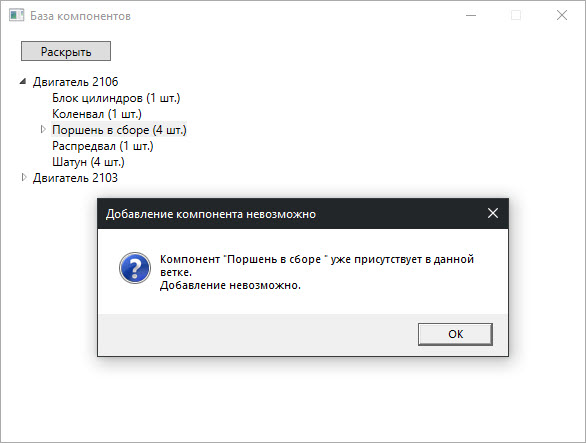 База компонентов
Раскрыть
Двигатель 2106
Блок цилиндров (1 шт.)
Коленвал (1 шт.)
Поршень в сборе (4 шт.)
Распредвал (1 шт.)
Шатун (4 шт.)
Двигатель 2103
Добавление компонента невозможно
Компонент "Поршень в сборе " уже присутствует в данной
ветке.
Добавление невозможно.
OK